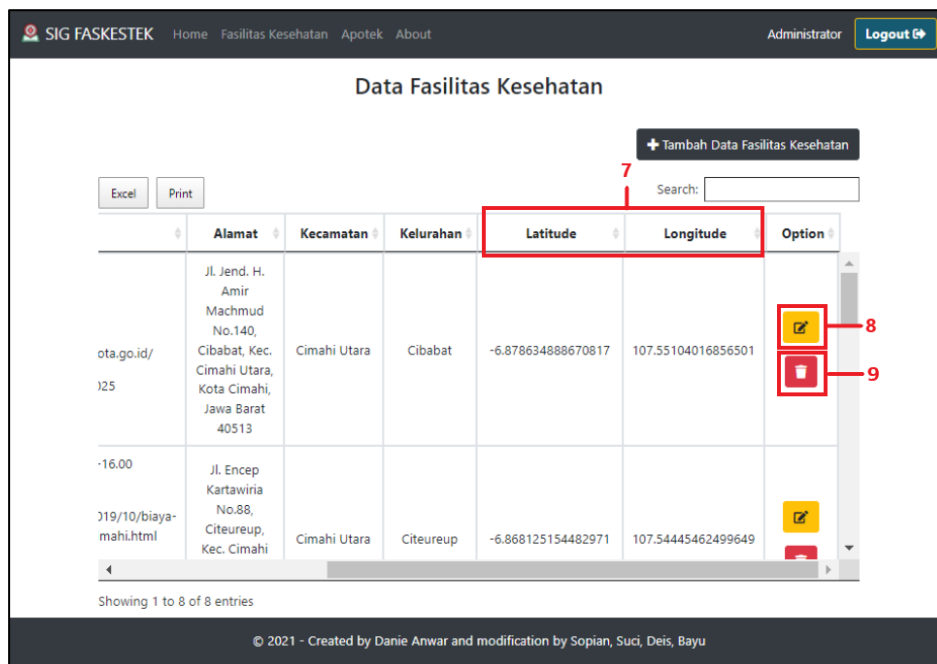 SIG FASKESTEK Home Fasilitas Kesehatan Apotek About Administrator Logout
Data Fasilitas Kesehatan
Tambah Data Fasilitas Kesehatan
7
Excel Print Search:
Alamat Kecamatan Kelurahan Latitude Longitude Option
Jl. Jend. H.
Amir
Machmud
No.140,
Cibabat, Kec.
Cimahi Utara,
Kota Cimahi,
Jawa Barat
40513
ota.go.id/
025
Cimahi Utara Cibabat -6.878634888670817 107.55104016856501
8
9
-16.00
019/10/biaya-
mahi.html
Jl. Encep
Kartawiria
No.88,
Citeureup,
Kec. Cimahi
Cimahi Utara Citeureup -6.868125154482971 107.54445462499649
Showing 1 to 8 of 8 entries
© 2021 - Created by Danie Anwar and modification by Sopian, Suci, Deis, Bayu